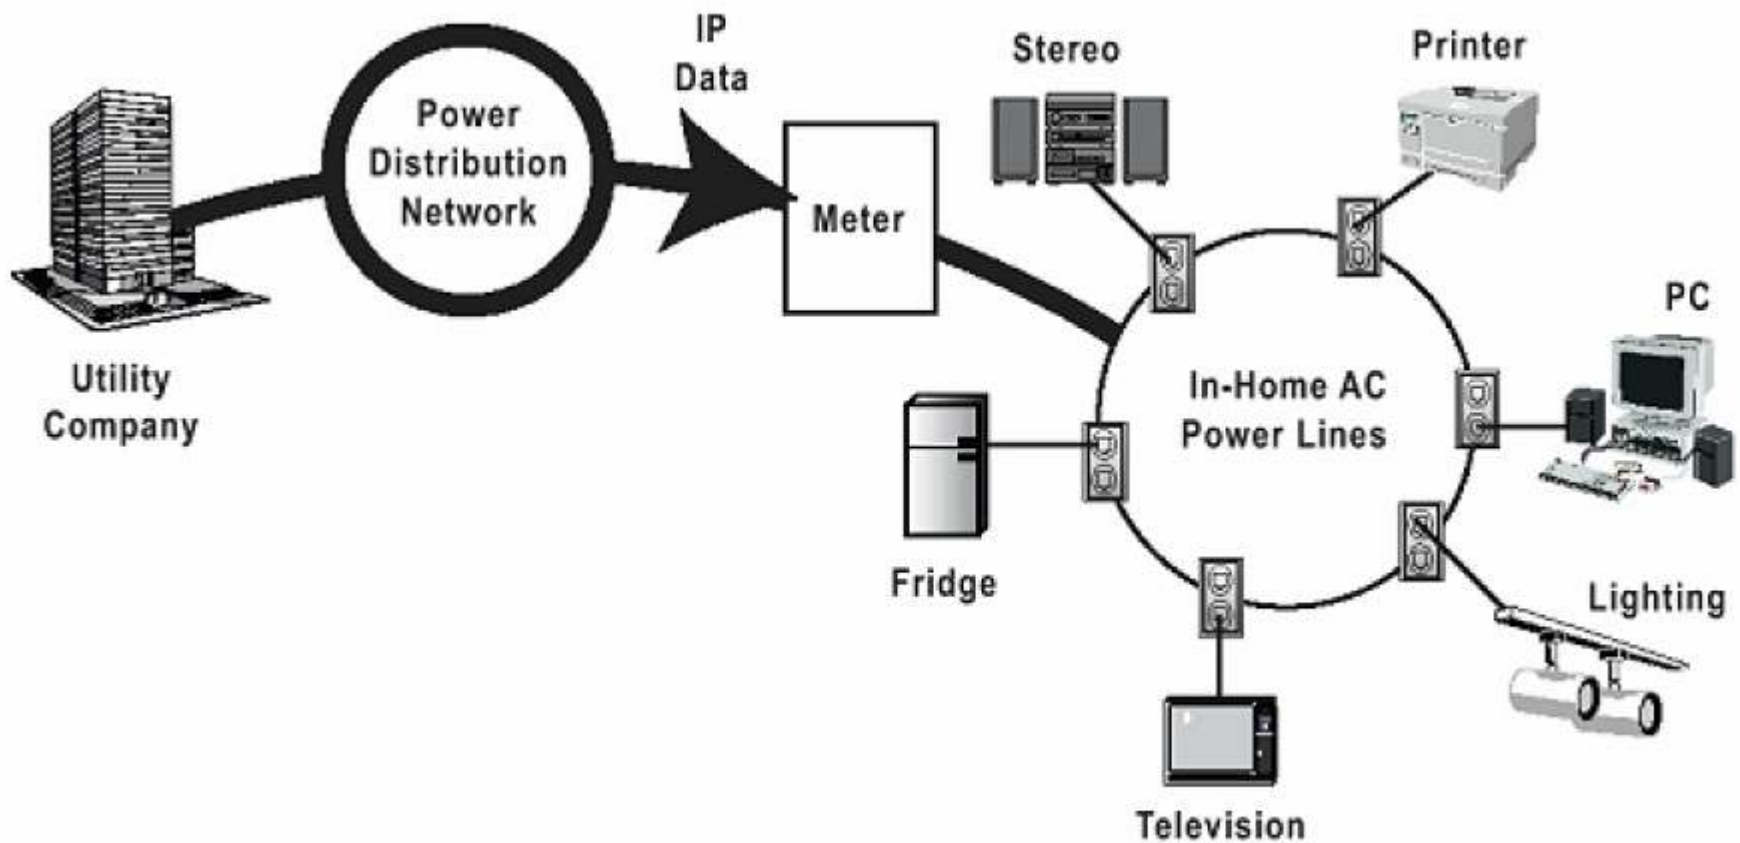 IP
Data
Power
Distribution
Network
Meter
Utility
Company
Stereo
Printer
PC
In-Home AC
Power Lines
Fridge
Lighting
Television